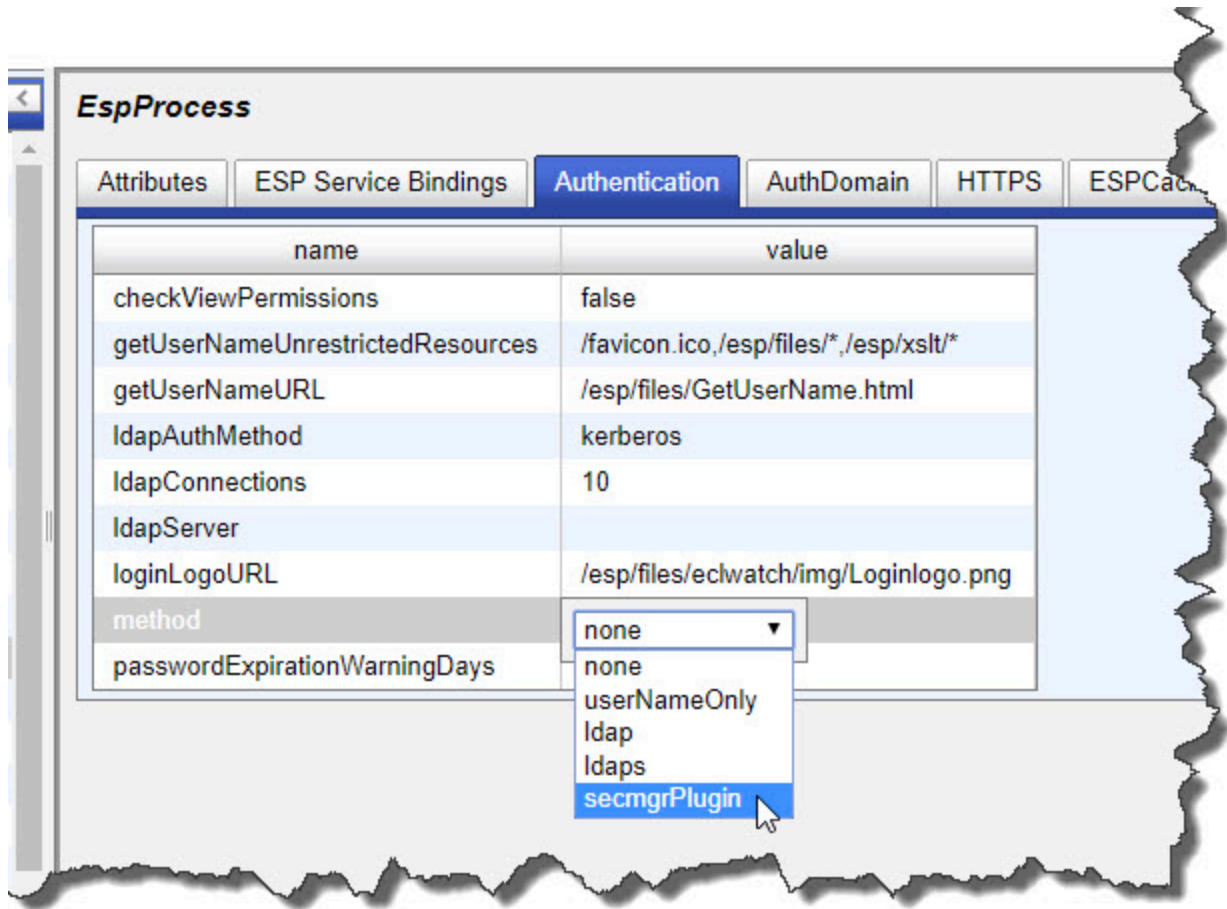 EspProcess
Attributes ESP Service Bindings Authentication AuthDomain HTTPS ESPCac
name value
checkViewPermissions false
getUserNameUnrestrictedResources /favicon.ico,/esp/files/*,/esp/xslt/*
getUserNameURL /esp/files/GetUserName.html
ldapAuthMethod kerberos
ldapConnections 10
ldapServer
loginLogoURL /esp/files/eclwatch/img/Loginlogo.png
method none
passwordExpirationWarningDays none
userNameOnly
ldap
ldaps
secmgrPlugin